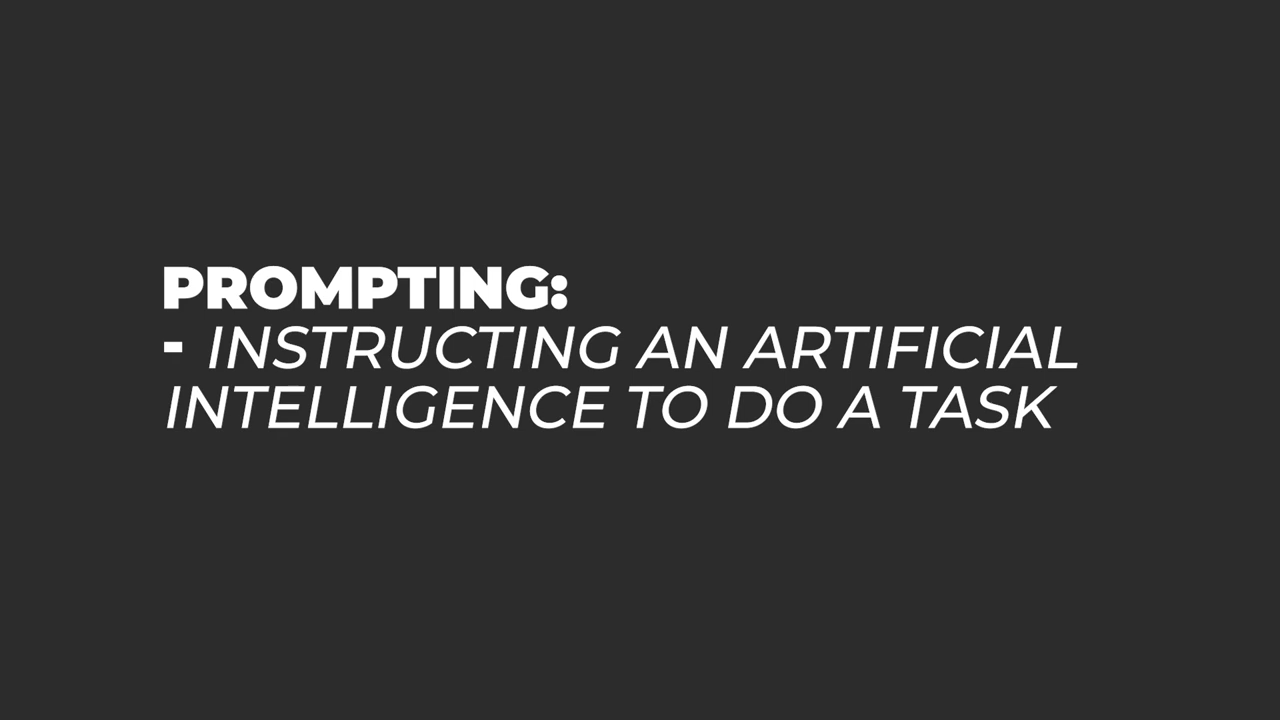 PROMPTING:
- INSTRUCTING AN ARTIFICIAL
INTELLIGENCE TO DO A TASK